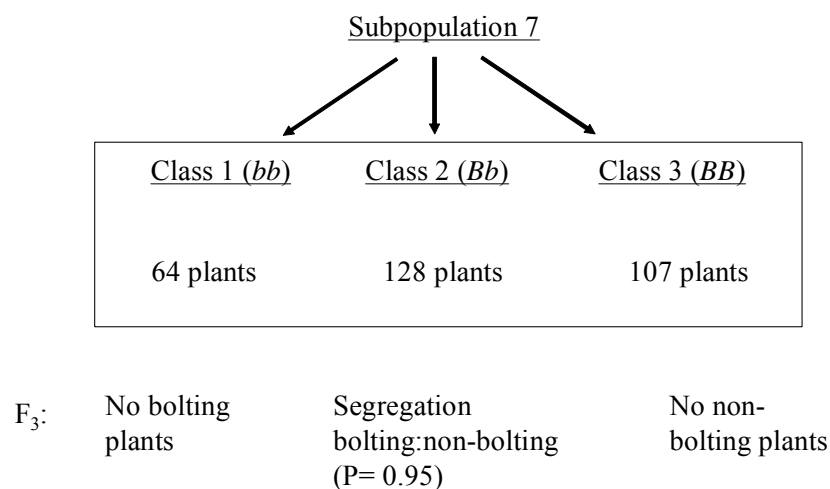 Subpopulation 7
Class 1 (bb) Class 2 (Bb) Class 3 (BB)
64 plants 128 plants 107 plants
F3: No bolting Segregation No non-
plants bolting:non-bolting bolting plants
(P= 0.95)